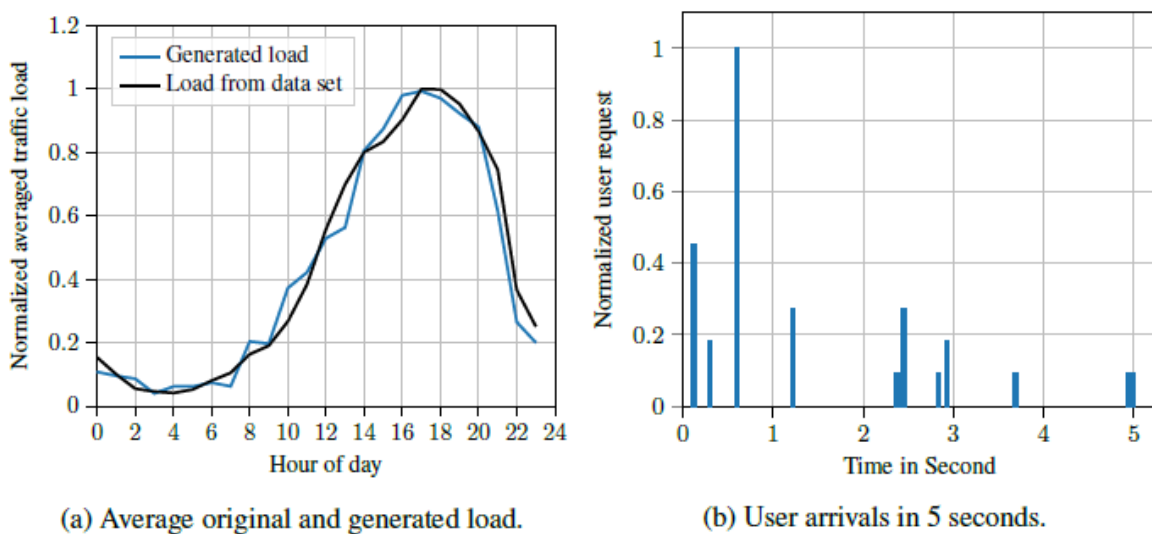 1.2
1
0.8
0.6
0.4
0.2
0
Normalized averaged traffic load
Generated load
Load from data set
0 2 4 6 8 10 12 14 16 18 20 22 24
Hour of day
(a) Average original and generated load.
1
0.8
0.6
0.4
0.2
0
Normalized user request
0 1 2 3 4 5
Time in Second
(b) User arrivals in 5 seconds.